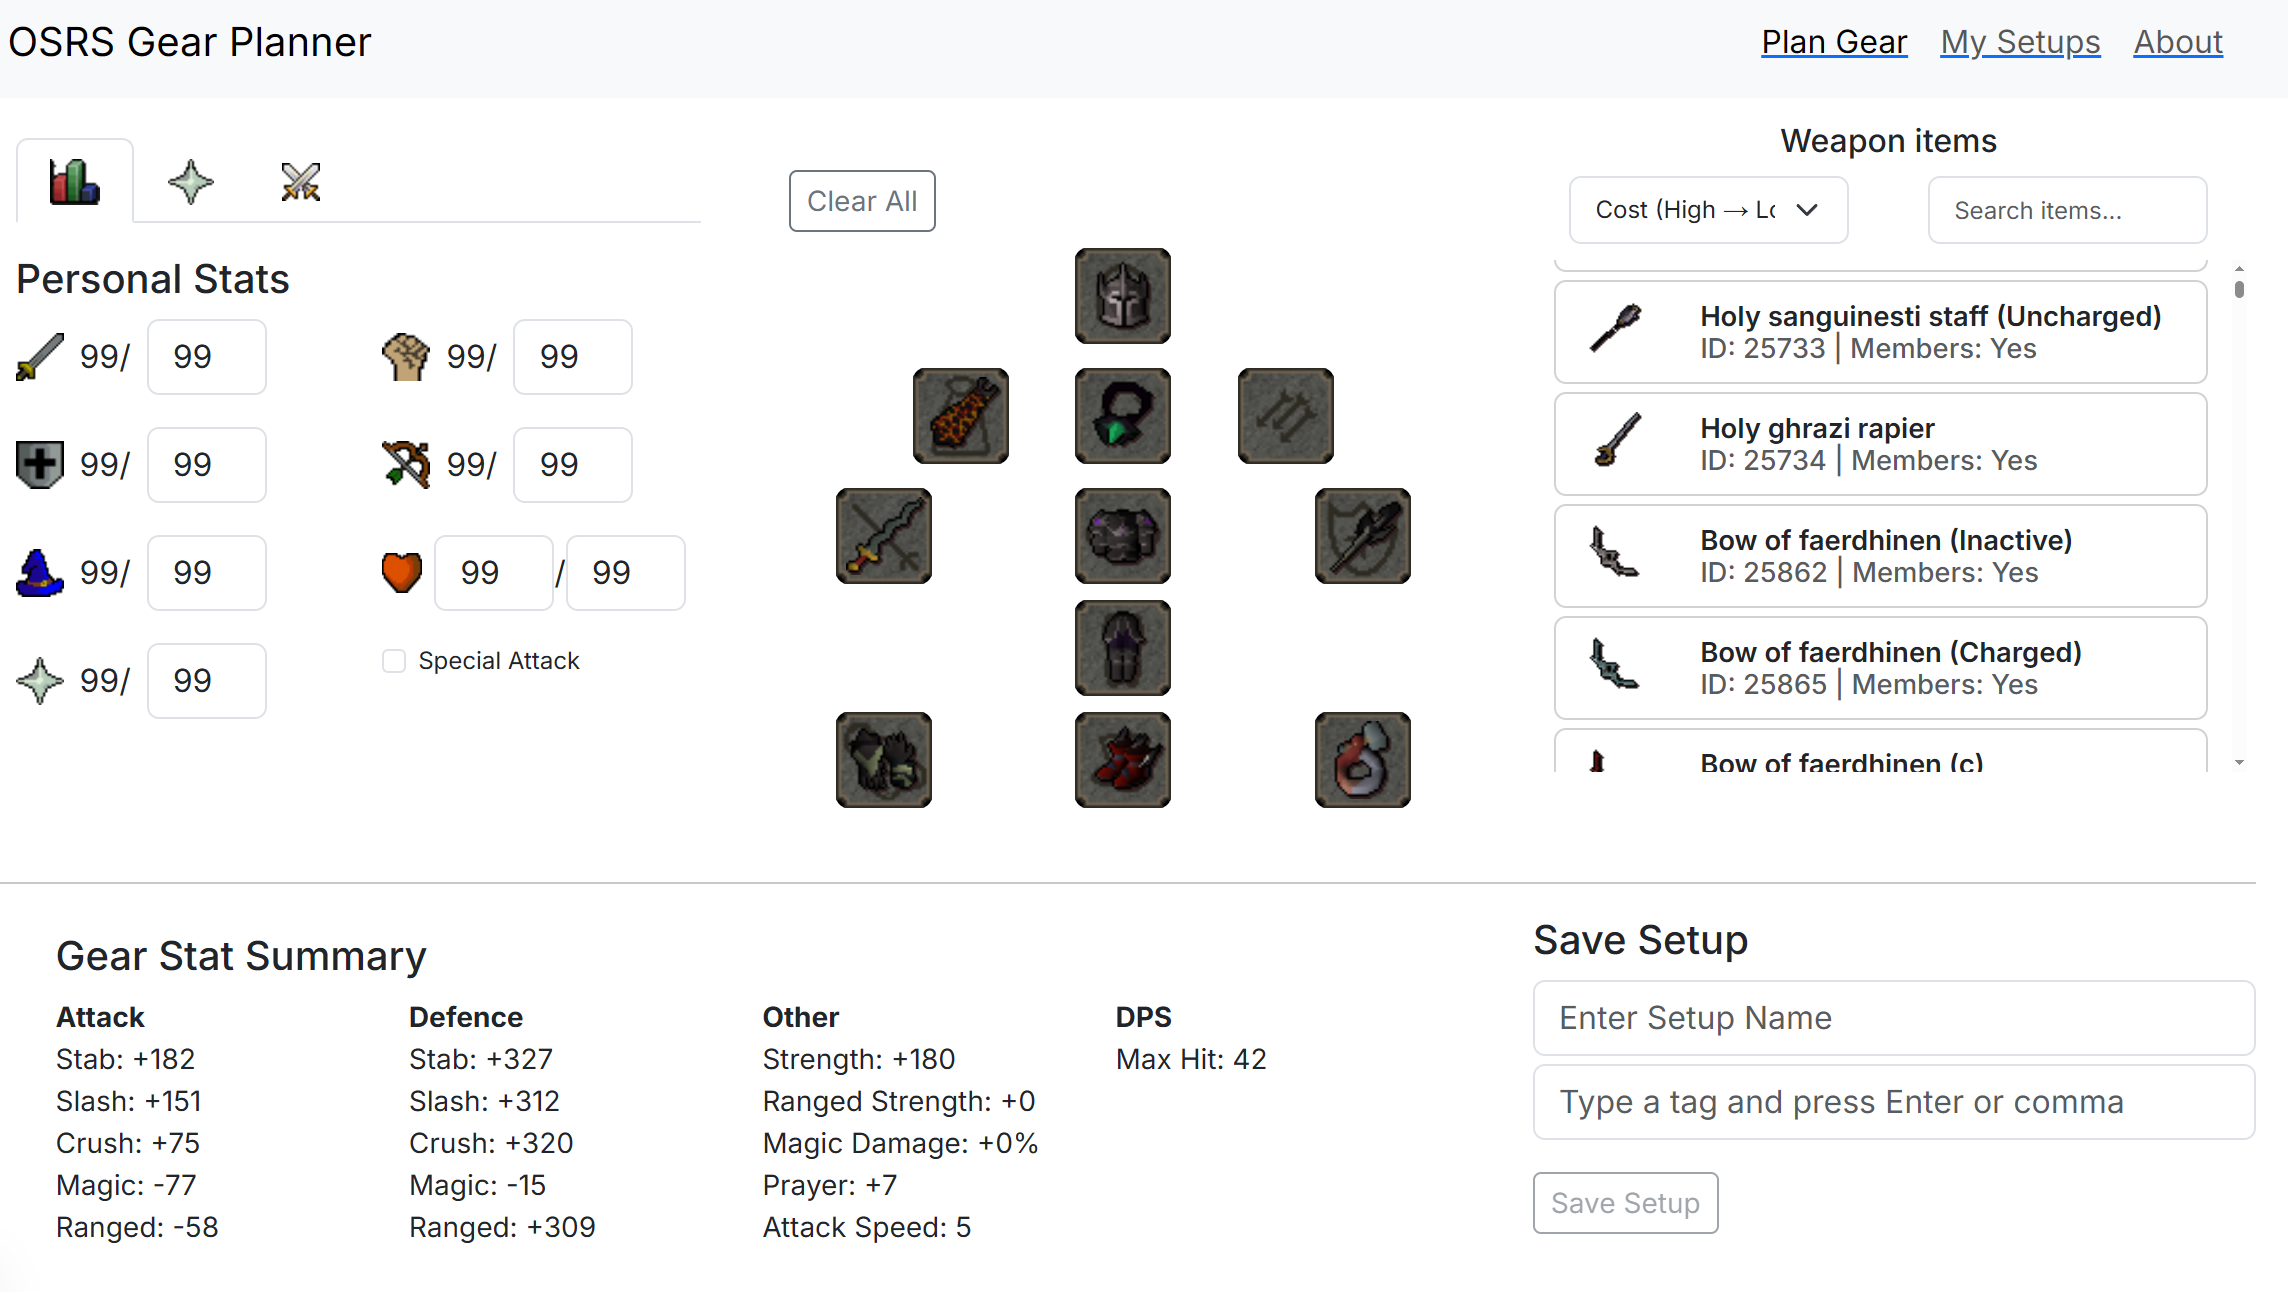 OSRS Gear Planner
Plan Gear
My Setups
About
Personal Stats
99/ 99
99/ 99
99/ 99
99/ 99
99/ 99
99 / 99
99/ 99
Special Attack
Clear All
Weapon items
Cost (High → Lo
Search items...
Holy sanguinesti staff (Uncharged)
ID: 25733 | Members: Yes
Holy ghrazi rapier
ID: 25734 | Members: Yes
Bow of faerdhinen (Inactive)
ID: 25862 | Members: Yes
Bow of faerdhinen (Charged)
ID: 25865 | Members: Yes
Bow of faerdhinen (c)
Gear Stat Summary
Attack
Stab: +182
Slash: +151
Crush: +75
Magic: -77
Ranged: -58
Defence
Stab: +327
Slash: +312
Crush: +320
Magic: -15
Ranged: +309
Other
Strength: +180
Ranged Strength: +0
Magic Damage: +0%
Prayer: +7
Attack Speed: 5
DPS
Max Hit: 42
Save Setup
Enter Setup Name
Type a tag and press Enter or comma
Save Setup